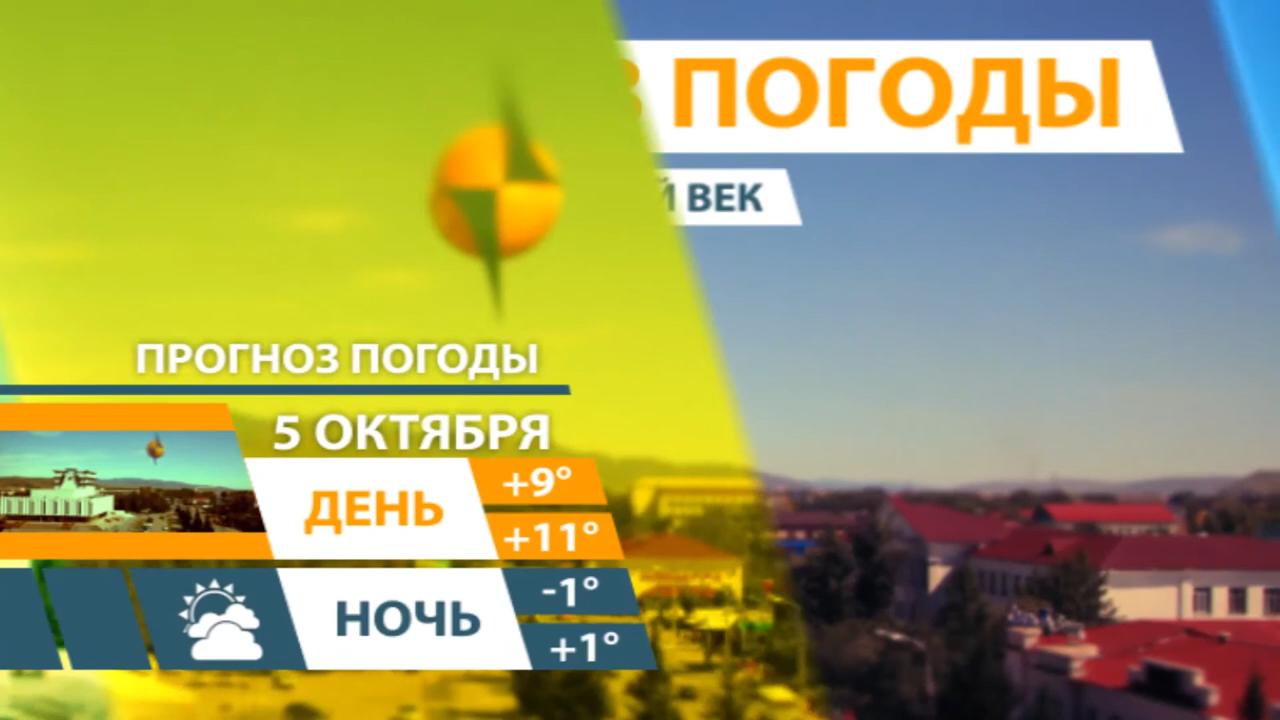 ПОГОДЫ
ВЕК
ПРОГНОЗ ПОГОДЫ
5 ОКТЯБРЯ
ДЕНЬ
+9°
+11°
НОЧЬ
-1°
+1°